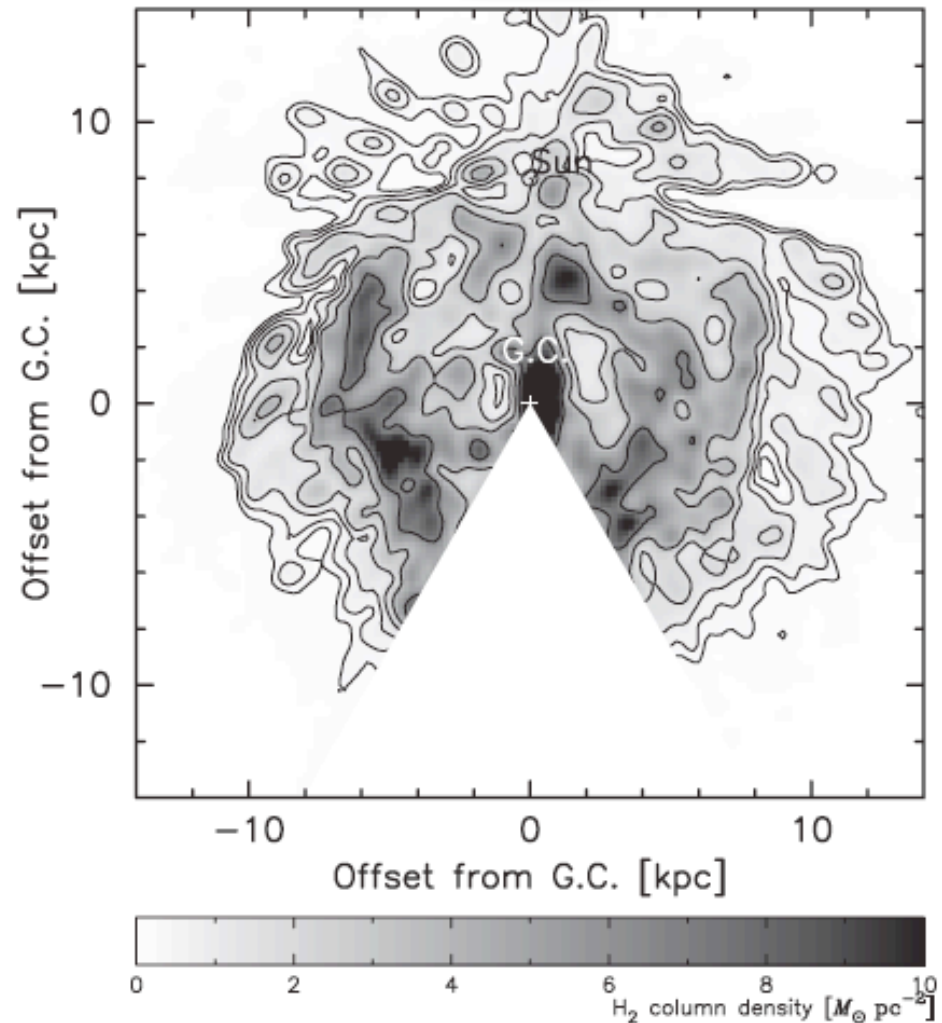 10
Sun
Offset from G.C. [kpc]
G.C.
0
−10
−10 0 10
Offset from G.C. [kpc]
0 2 4 6 8 10
H₂ column density [M⊙ pc⁻²]